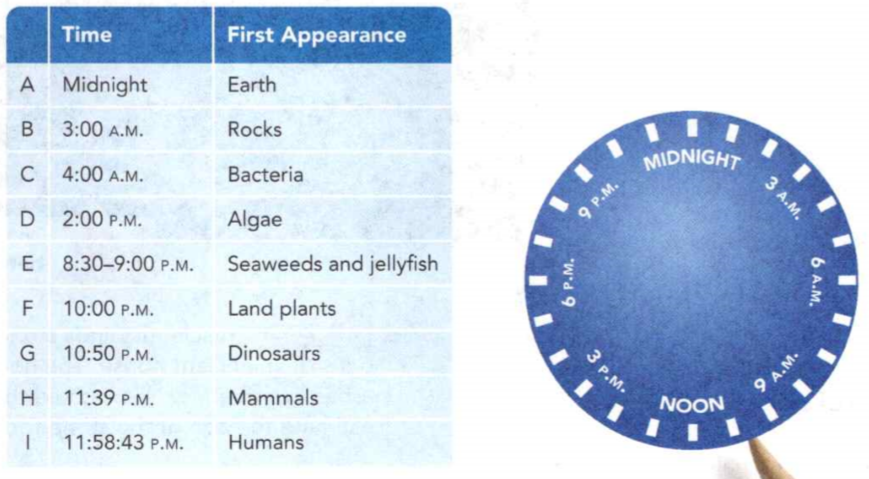 Time First Appearance
A Midnight Earth
B 3:00 A.M. Rocks
C 4:00 A.M. Bacteria
D 2:00 P.M. Algae
E 8:30–9:00 P.M. Seaweeds and jellyfish
F 10:00 P.M. Land plants
G 10:50 P.M. Dinosaurs
H 11:39 P.M. Mammals
I 11:58:43 P.M. Humans
MIDNIGHT
3 A.M.
6 A.M.
9 A.M.
NOON
3 P.M.
6 P.M.
9 P.M.